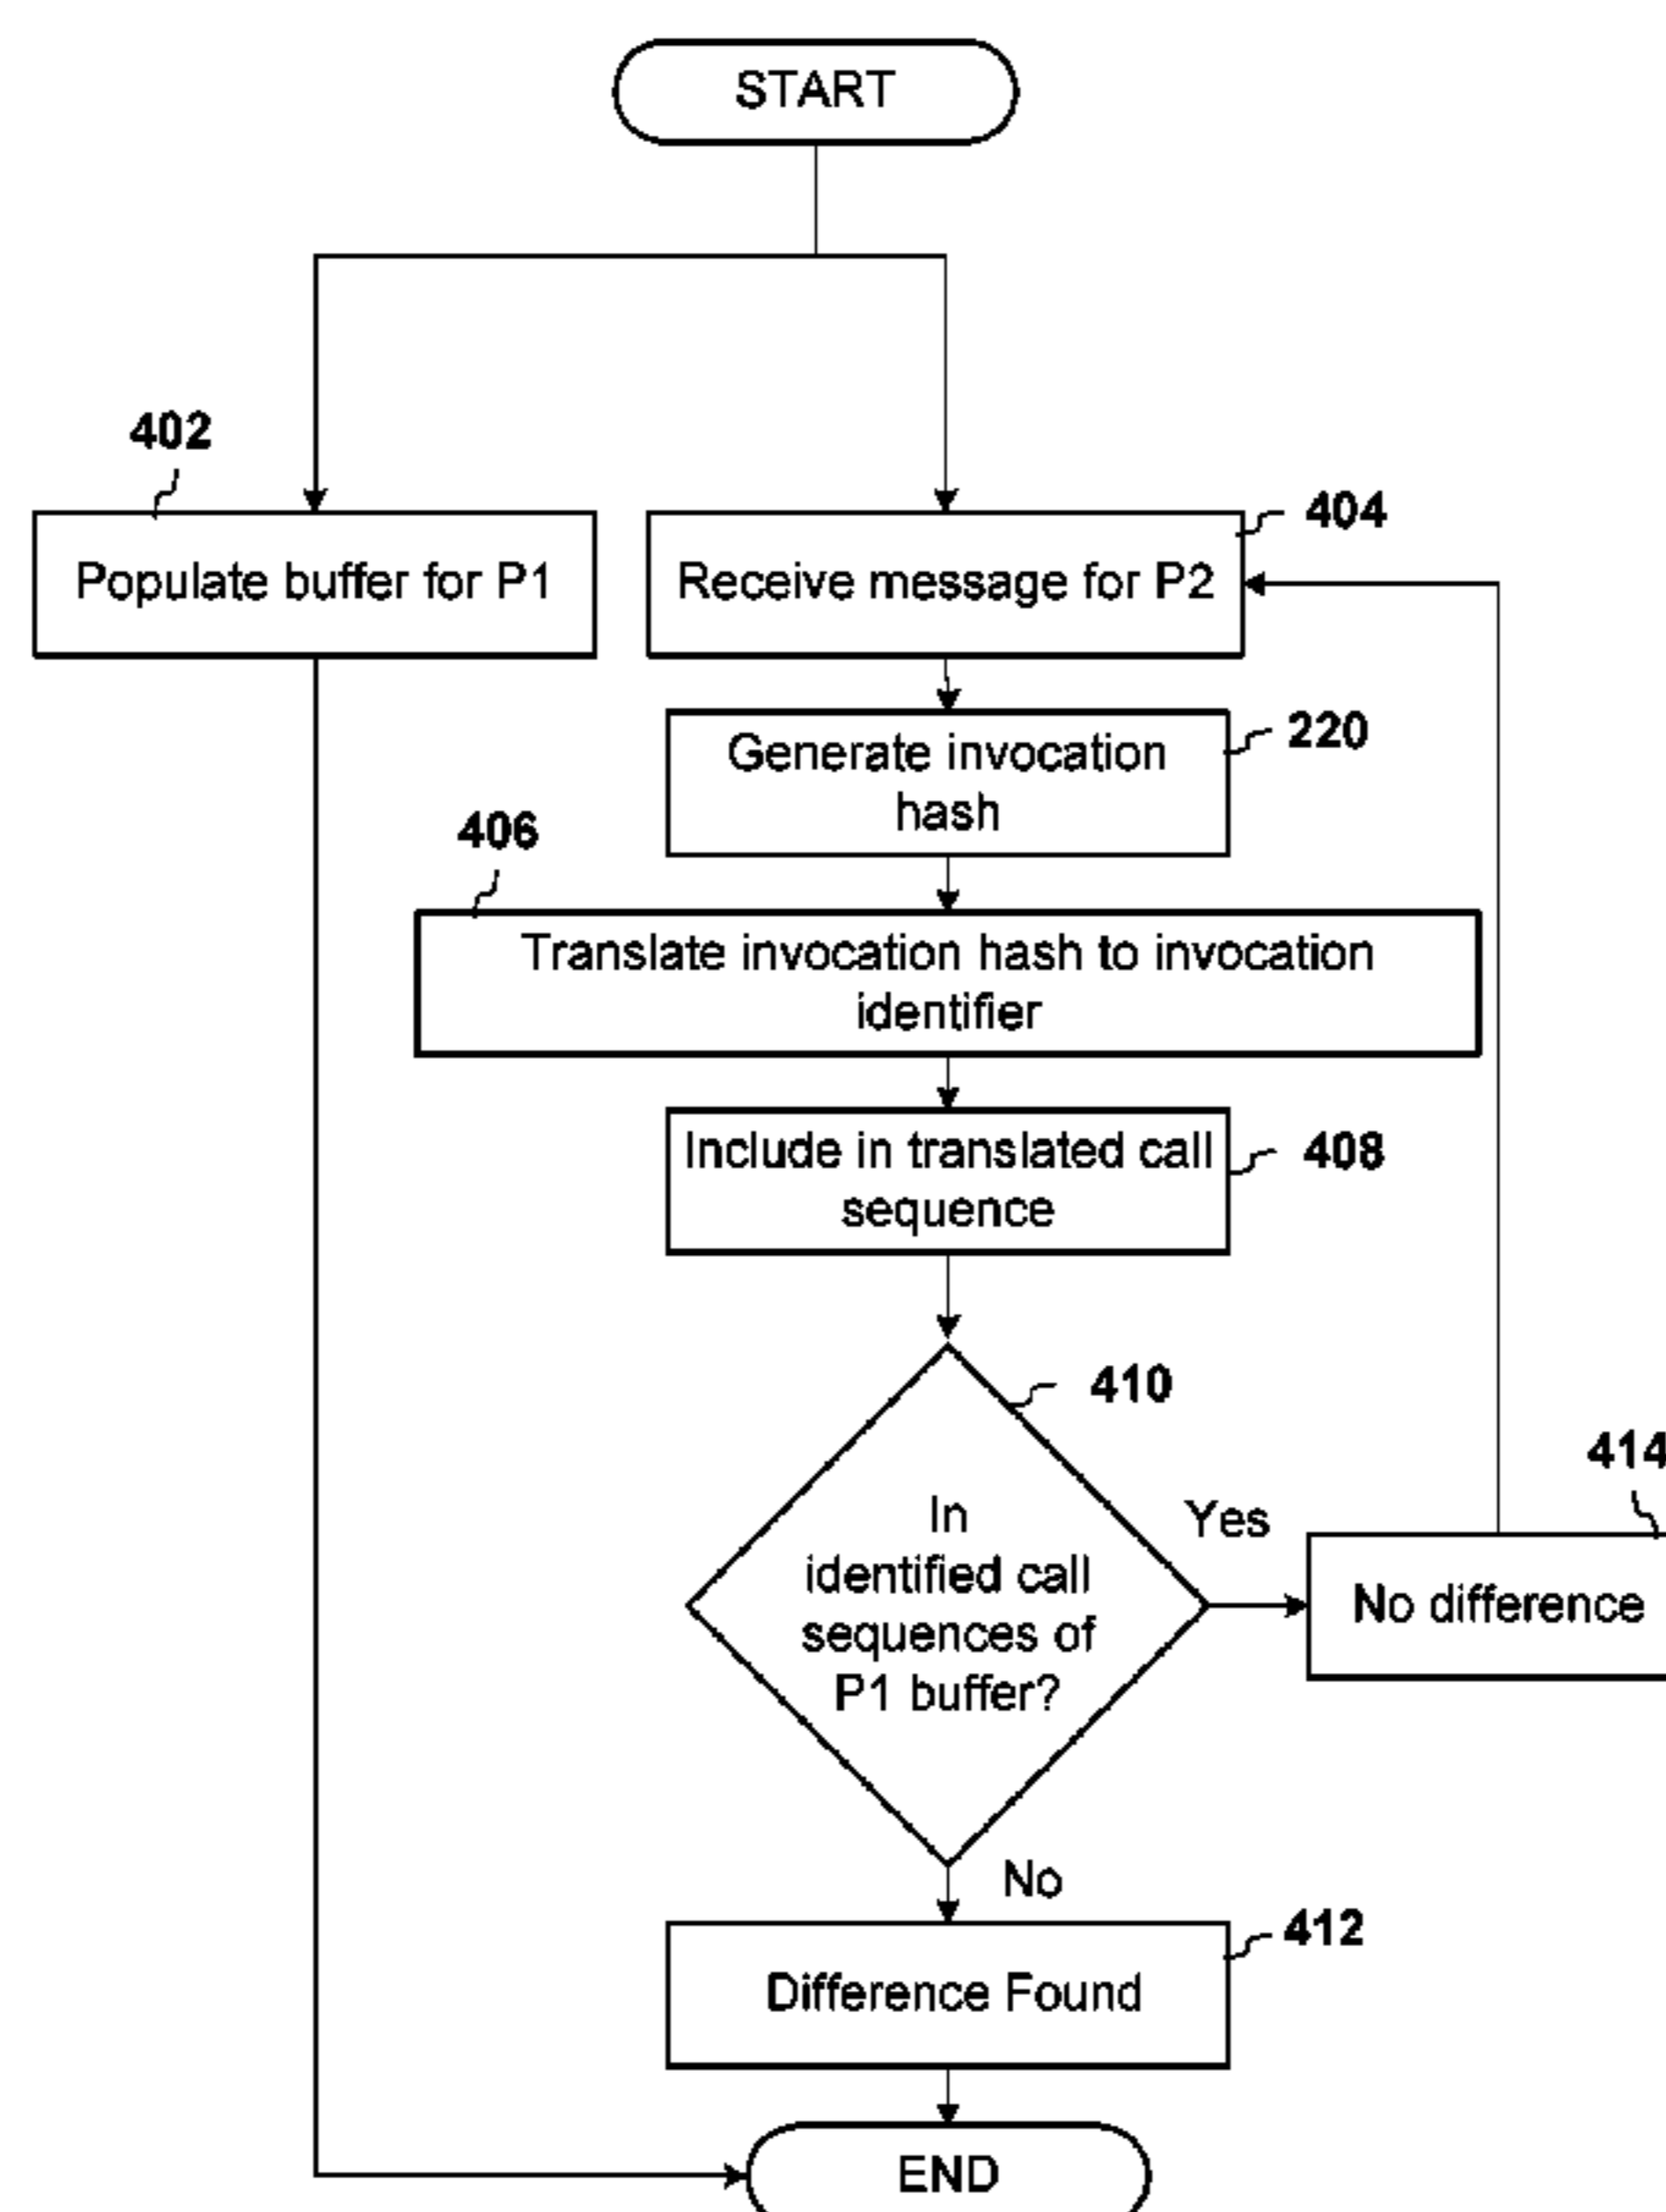 START
402
404
Populate buffer for P1
Receive message for P2
220
Generate invocation
hash
406
Translate invocation hash to invocation
identifier
Include in translated call
sequence
408
410
In
identified call
sequences of
P1 buffer?
Yes
414
No difference
No
412
Difference Found
END